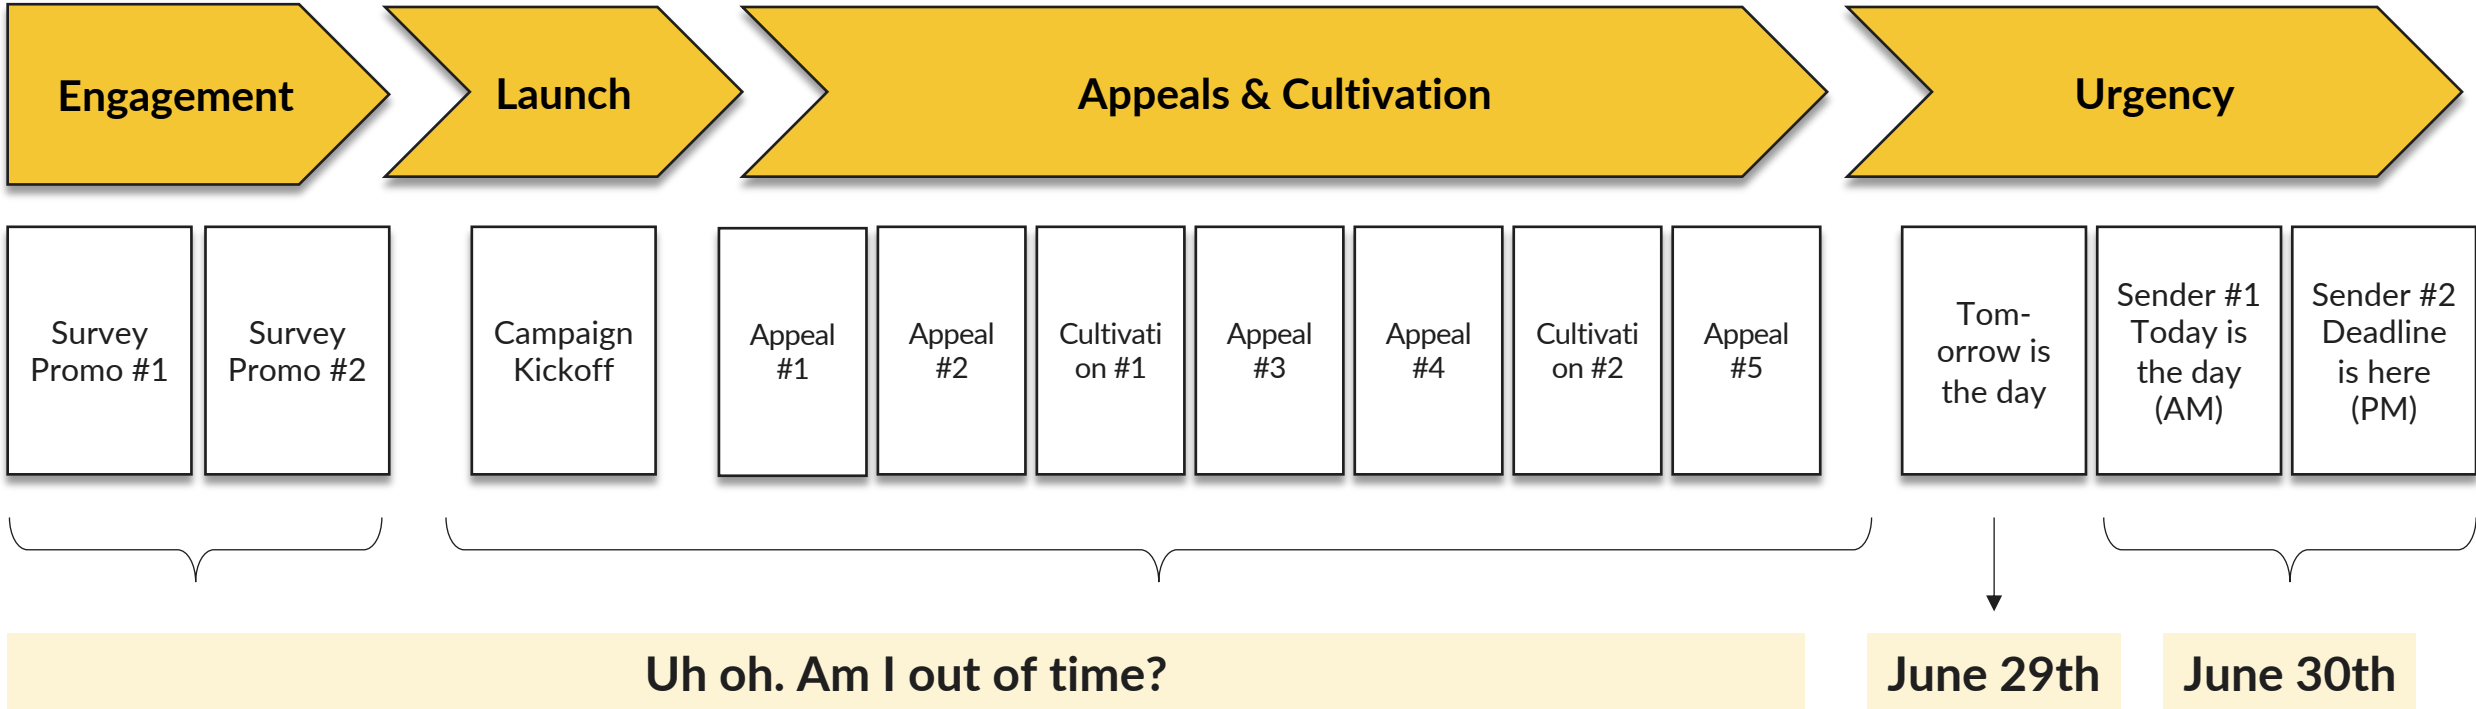 Engagement
Launch
Appeals & Cultivation
Urgency
Survey
Promo #1
Survey
Promo #2
Campaign
Kickoff
Appeal
#1
Appeal
#2
Cultivati
on #1
Appeal
#3
Appeal
#4
Cultivati
on #2
Appeal
#5
Tom-
orrow is
the day
Sender #1
Today is
the day
(AM)
Sender #2
Deadline
is here
(PM)
Uh oh. Am I out of time?
June 29th
June 30th